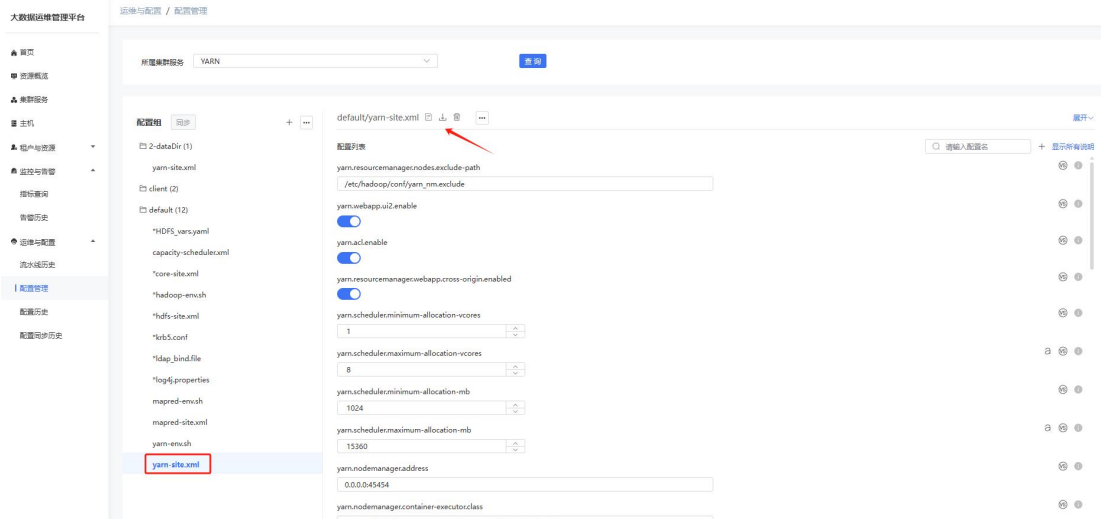 大数据运维管理平台
运维与配置 / 配置管理
首页
资源概览
集群服务
主机
租户与资源
监控与告警
指标查询
告警历史
运维与配置
流水线历史
配置管理
配置历史
配置同步历史
所属集群服务 YARN 查询
配置组 同步
2-dataDir (1)
yarn-site.xml
client (2)
default (12)
*HDFS_vars.yaml
capacity-scheduler.xml
*core-site.xml
*hadoop-env.sh
*hdfs-site.xml
*krb5.conf
*ldap_bind.file
*log4j.properties
mapred-env.sh
mapred-site.xml
yarn-env.sh
yarn-site.xml
default/yarn-site.xml 展开
配置列表 请输入配置名 显示所有说明
yarn.resourcemanager.nodes.exclude-path
/etc/hadoop/conf/yarn_nm.exclude
yarn.webapp.ui2.enable
yarn.acl.enable
yarn.resourcemanager.webapp.cross-origin.enabled
yarn.scheduler.minimum-allocation-vcores
1
yarn.scheduler.maximum-allocation-vcores
8
yarn.scheduler.minimum-allocation-mb
1024
yarn.scheduler.maximum-allocation-mb
15360
yarn.nodemanager.address
0.0.0.0:45454
yarn.nodemanager.container-executor.class